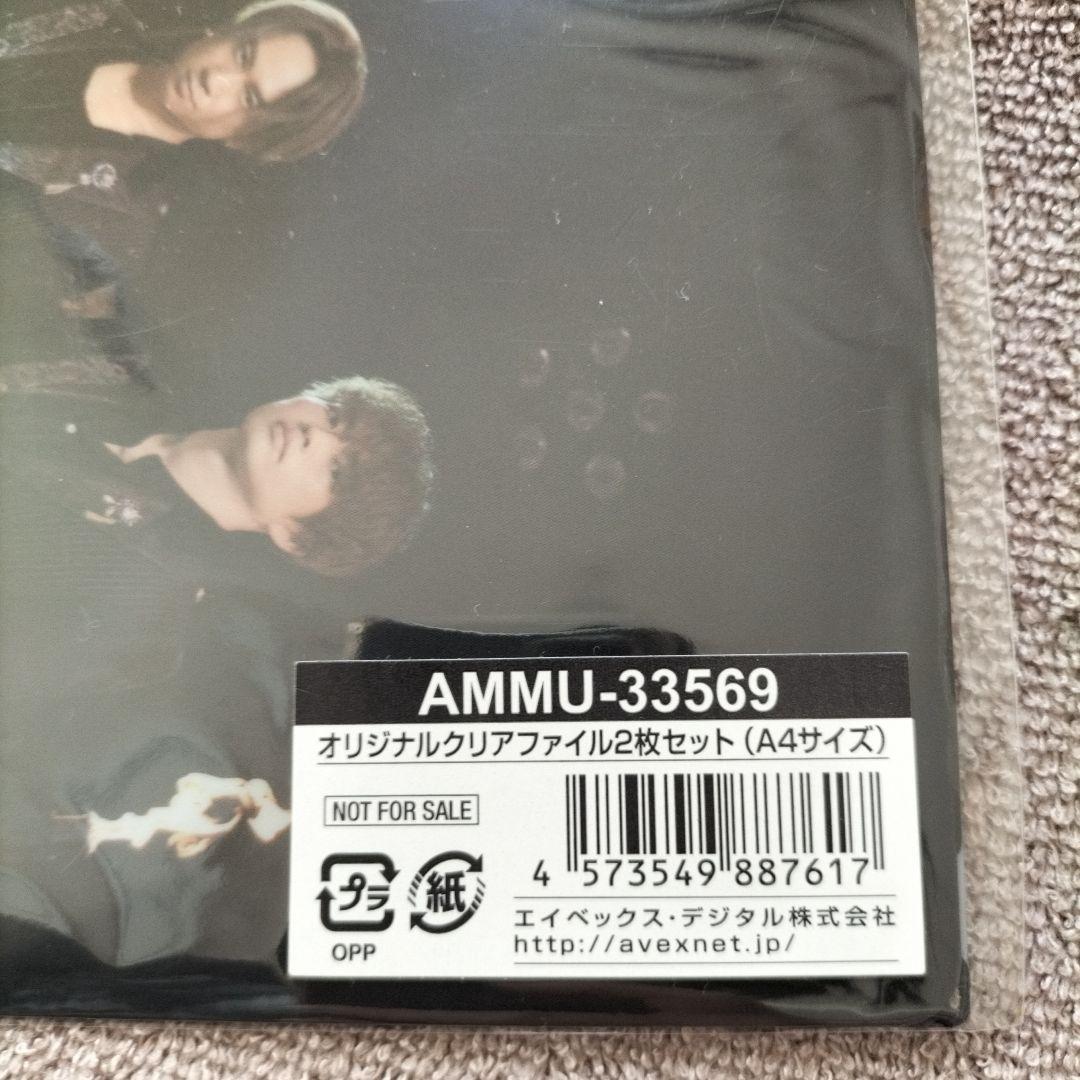 AMMU-33569
オリジナルクリアファイル2枚セット（A4サイズ）
NOT FOR SALE
4 573549 887617
プラ
紙
OPP
エイベックス・デジタル株式会社
http://avexnet.jp/